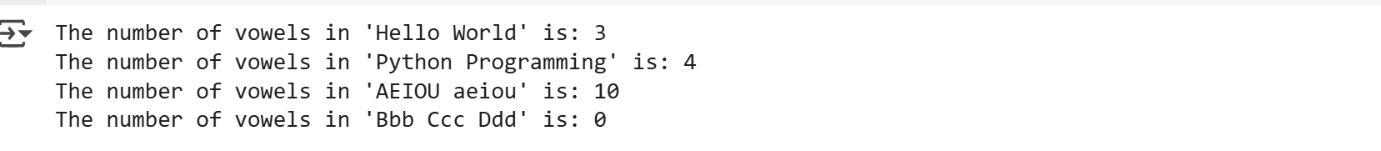 The number of vowels in 'Hello World' is: 3
The number of vowels in 'Python Programming' is: 4
The number of vowels in 'AEIOU aeiou' is: 10
The number of vowels in 'Bbb Ccc Ddd' is: 0